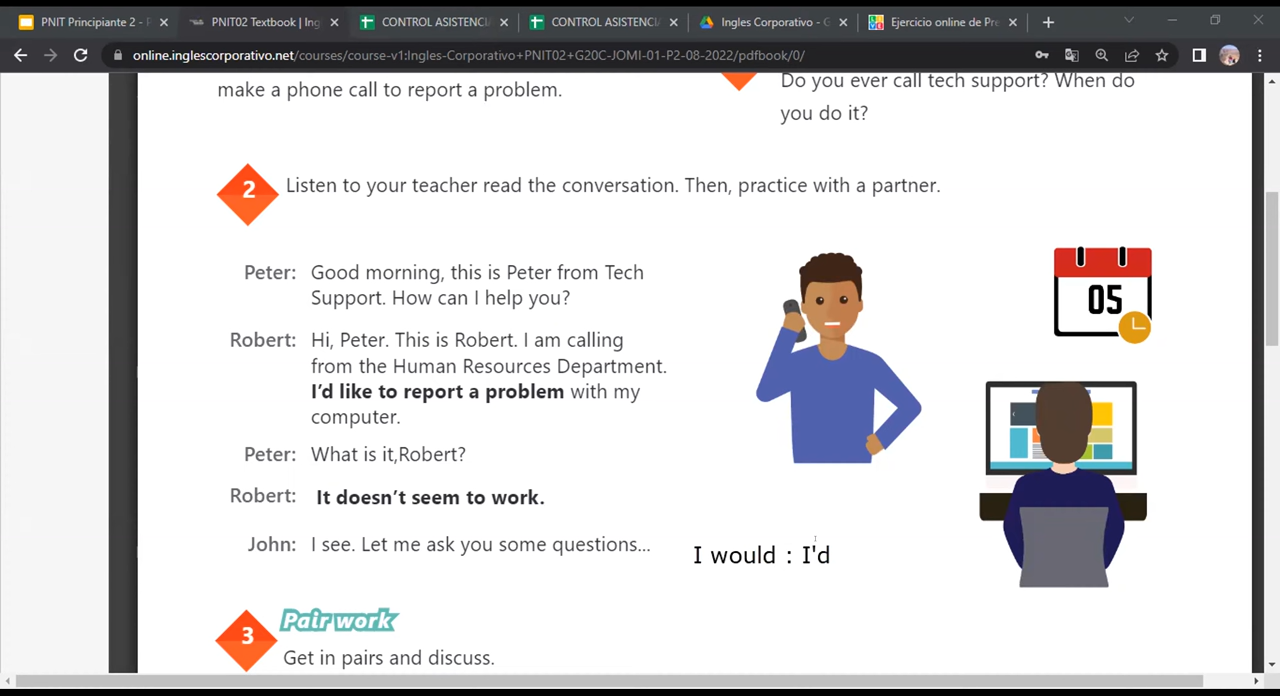 PNIT Principiante 2 - P
PNIT02 Textbook | Ing
CONTROL ASISTENCIA
CONTROL ASISTENCIA
Ingles Corporativo - G
Ejercicio online de Pre
online.inglescorporativo.net/courses/course-v1:Ingles-Corporativo+PNIT02+G20C-JOMI-01-P2-08-2022/pdfbook/0/
make a phone call to report a problem.
Do you ever call tech support? When do
you do it?
2 Listen to your teacher read the conversation. Then, practice with a partner.
Peter: Good morning, this is Peter from Tech
Support. How can I help you?
Robert: Hi, Peter. This is Robert. I am calling
from the Human Resources Department.
I'd like to report a problem with my
computer.
Peter: What is it,Robert?
Robert: It doesn't seem to work.
John: I see. Let me ask you some questions...
05
I would : I'd
3 Pair work
Get in pairs and discuss.